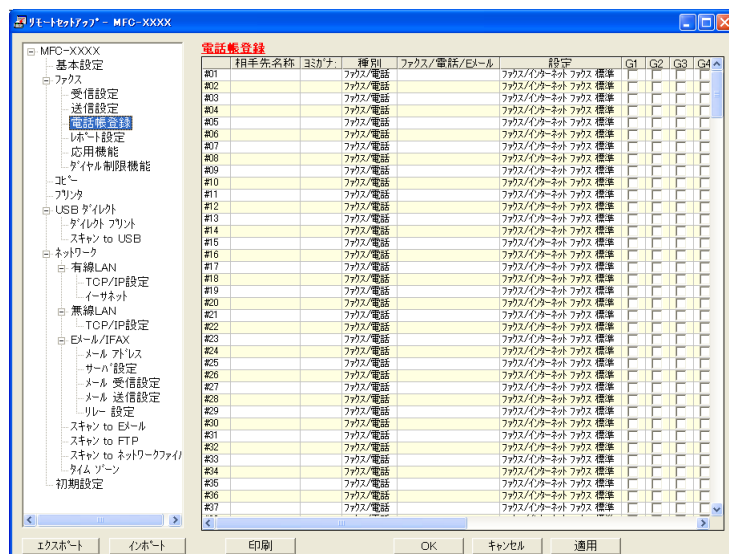 リモートセットアップ - MFC-XXXX
MFC-XXXX
基本設定
ファクス
受信設定
送信設定
電話帳登録
レポート設定
応用機能
ダイヤル制限機能
コピー
プリンタ
USB ダイレクト
ダイレクト プリント
スキャン to USB
ネットワーク
有線LAN
TCP/IP設定
イーサネット
無線LAN
TCP/IP設定
Eメール/IFAX
メール アドレス
サーバ設定
メール 受信設定
メール 送信設定
リレー 設定
スキャン to Eメール
スキャン to FTP
スキャン to ネットワークファイル
タイム ゾーン
初期設定
電話帳登録
相手先名称 ヨミガナ: 種別 ファクス/電話/Eメール 設定 G1 G2 G3 G4
#01 ファクス/電話 ファクス/インターネット ファクス 標準
#02 ファクス/電話 ファクス/インターネット ファクス 標準
#03 ファクス/電話 ファクス/インターネット ファクス 標準
#04 ファクス/電話 ファクス/インターネット ファクス 標準
#05 ファクス/電話 ファクス/インターネット ファクス 標準
#06 ファクス/電話 ファクス/インターネット ファクス 標準
#07 ファクス/電話 ファクス/インターネット ファクス 標準
#08 ファクス/電話 ファクス/インターネット ファクス 標準
#09 ファクス/電話 ファクス/インターネット ファクス 標準
#10 ファクス/電話 ファクス/インターネット ファクス 標準
#11 ファクス/電話 ファクス/インターネット ファクス 標準
#12 ファクス/電話 ファクス/インターネット ファクス 標準
#13 ファクス/電話 ファクス/インターネット ファクス 標準
#14 ファクス/電話 ファクス/インターネット ファクス 標準
#15 ファクス/電話 ファクス/インターネット ファクス 標準
#16 ファクス/電話 ファクス/インターネット ファクス 標準
#17 ファクス/電話 ファクス/インターネット ファクス 標準
#18 ファクス/電話 ファクス/インターネット ファクス 標準
#19 ファクス/電話 ファクス/インターネット ファクス 標準
#20 ファクス/電話 ファクス/インターネット ファクス 標準
#21 ファクス/電話 ファクス/インターネット ファクス 標準
#22 ファクス/電話 ファクス/インターネット ファクス 標準
#23 ファクス/電話 ファクス/インターネット ファクス 標準
#24 ファクス/電話 ファクス/インターネット ファクス 標準
#25 ファクス/電話 ファクス/インターネット ファクス 標準
#26 ファクス/電話 ファクス/インターネット ファクス 標準
#27 ファクス/電話 ファクス/インターネット ファクス 標準
#28 ファクス/電話 ファクス/インターネット ファクス 標準
#29 ファクス/電話 ファクス/インターネット ファクス 標準
#30 ファクス/電話 ファクス/インターネット ファクス 標準
#31 ファクス/電話 ファクス/インターネット ファクス 標準
#32 ファクス/電話 ファクス/インターネット ファクス 標準
#33 ファクス/電話 ファクス/インターネット ファクス 標準
#34 ファクス/電話 ファクス/インターネット ファクス 標準
#35 ファクス/電話 ファクス/インターネット ファクス 標準
#36 ファクス/電話 ファクス/インターネット ファクス 標準
#37 ファクス/電話 ファクス/インターネット ファクス 標準
エクスポート インポート 印刷 OK キャンセル 適用